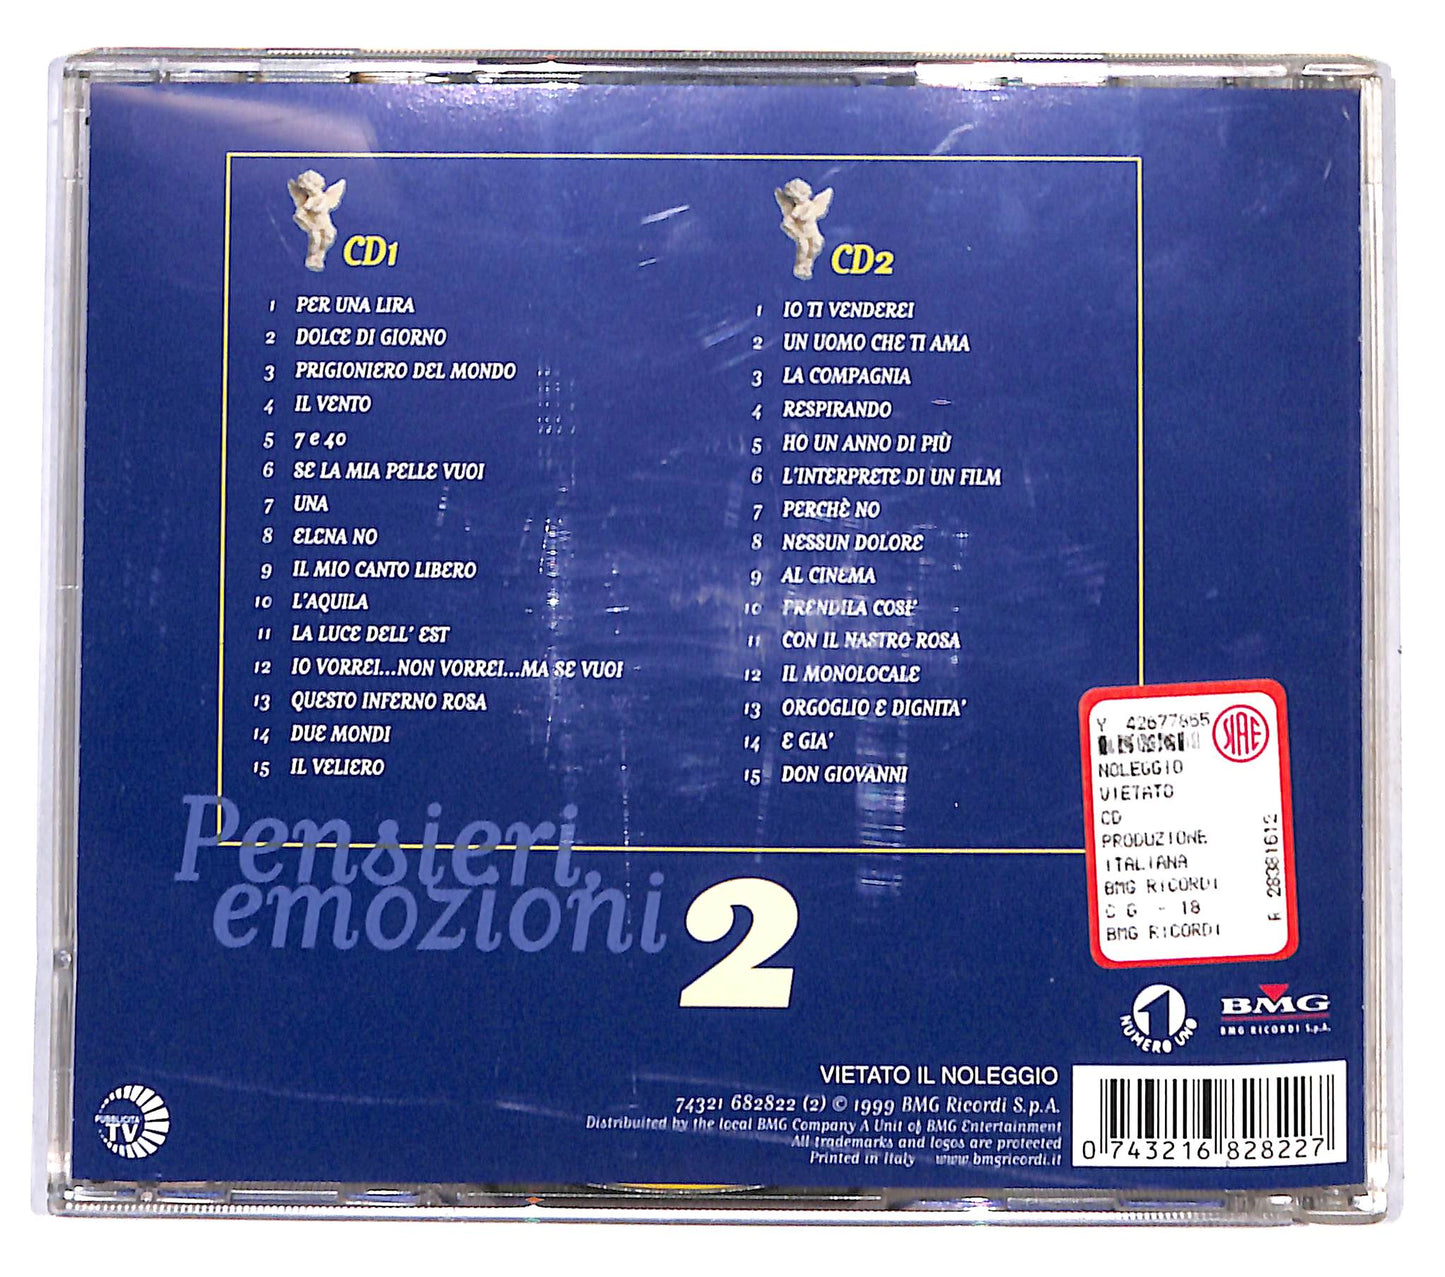 CD1
1 PER UNA LIRA
2 DOLCE DI GIORNO
3 PRIGIONIERO DEL MONDO
4 IL VENTO
5 7 e 40
6 SE LA MIA PELLE VUOI
7 UNA
8 ELENA NO
9 IL MIO CANTO LIBERO
10 L'AQUILA
11 LA LUCE DELL' EST
12 IO VORREI...NON VORREI...MA SE VUOI
13 QUESTO INFERNO ROSA
14 DUE MONDI
15 IL VELIERO
CD2
1 IO TI VENDEREI
2 UN UOMO CHE TI AMA
3 LA COMPAGNIA
4 RESPIRANDO
5 HO UN ANNO DI PIÙ
6 L'INTERPRETE DI UN FILM
7 PERCHÈ NO
8 NESSUN DOLORE
9 AL CINEMA
10 PRENDILA COSI'
11 CON IL NASTRO ROSA
12 IL MONOLOCALE
13 ORGOGLIO E DIGNITA'
14 E GIA'
15 DON GIOVANNI
Pensieri,
emozioni 2
Y 42677855
SIAE
NOLEGGIO
VIETATO
CD
PRODUZIONE
ITALIANA
BMG RICORDI
C G - 18
BMG RICORDI
A 28381612
1
NUMERO UNO
BMG
BMG RICORDI S.p.A.
PUBBLICITÀ
TV
VIETATO IL NOLEGGIO
74321 682822 (2) © 1999 BMG Ricordi S.p.A.
Distribuited by the local BMG Company A Unit of BMG Entertainment
All trademarks and logos are protected
Printed in Italy www.bmgricordi.it
0 743216 828227